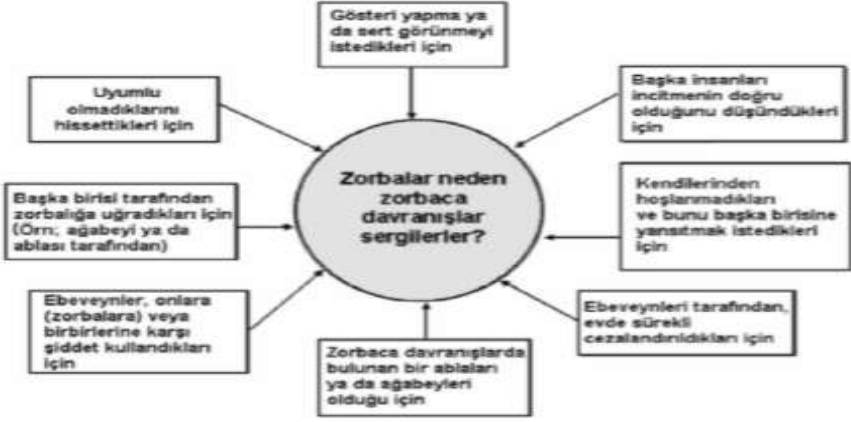 Gösteri yapma ya
da sert görünmeyi
istedikleri için
Uyumlu
olmadıklarını
hissettikleri için
Başka insanları
incitmenin doğru
olduğunu düşündükleri
için
Zorbalar neden
zorbaca
davranışlar
sergilerler?
Başka birisi tarafından
zorbalığa uğradıkları için
(Örn; ağabeyi ya da
ablası tarafından)
Kendilerinden
hoşlanmadıkları
ve bunu başka birisine
yansıtmak istedikleri
için
Ebeveynler, onlara
(zorbalara) veya
birbirlerine karşı
şiddet kullandıkları
için
Zorbaca davranışlarda
bulunan bir ablaları
ya da ağabeyleri
olduğu için
Ebeveynleri tarafından,
evde sürekli
cezalandırıldıkları için